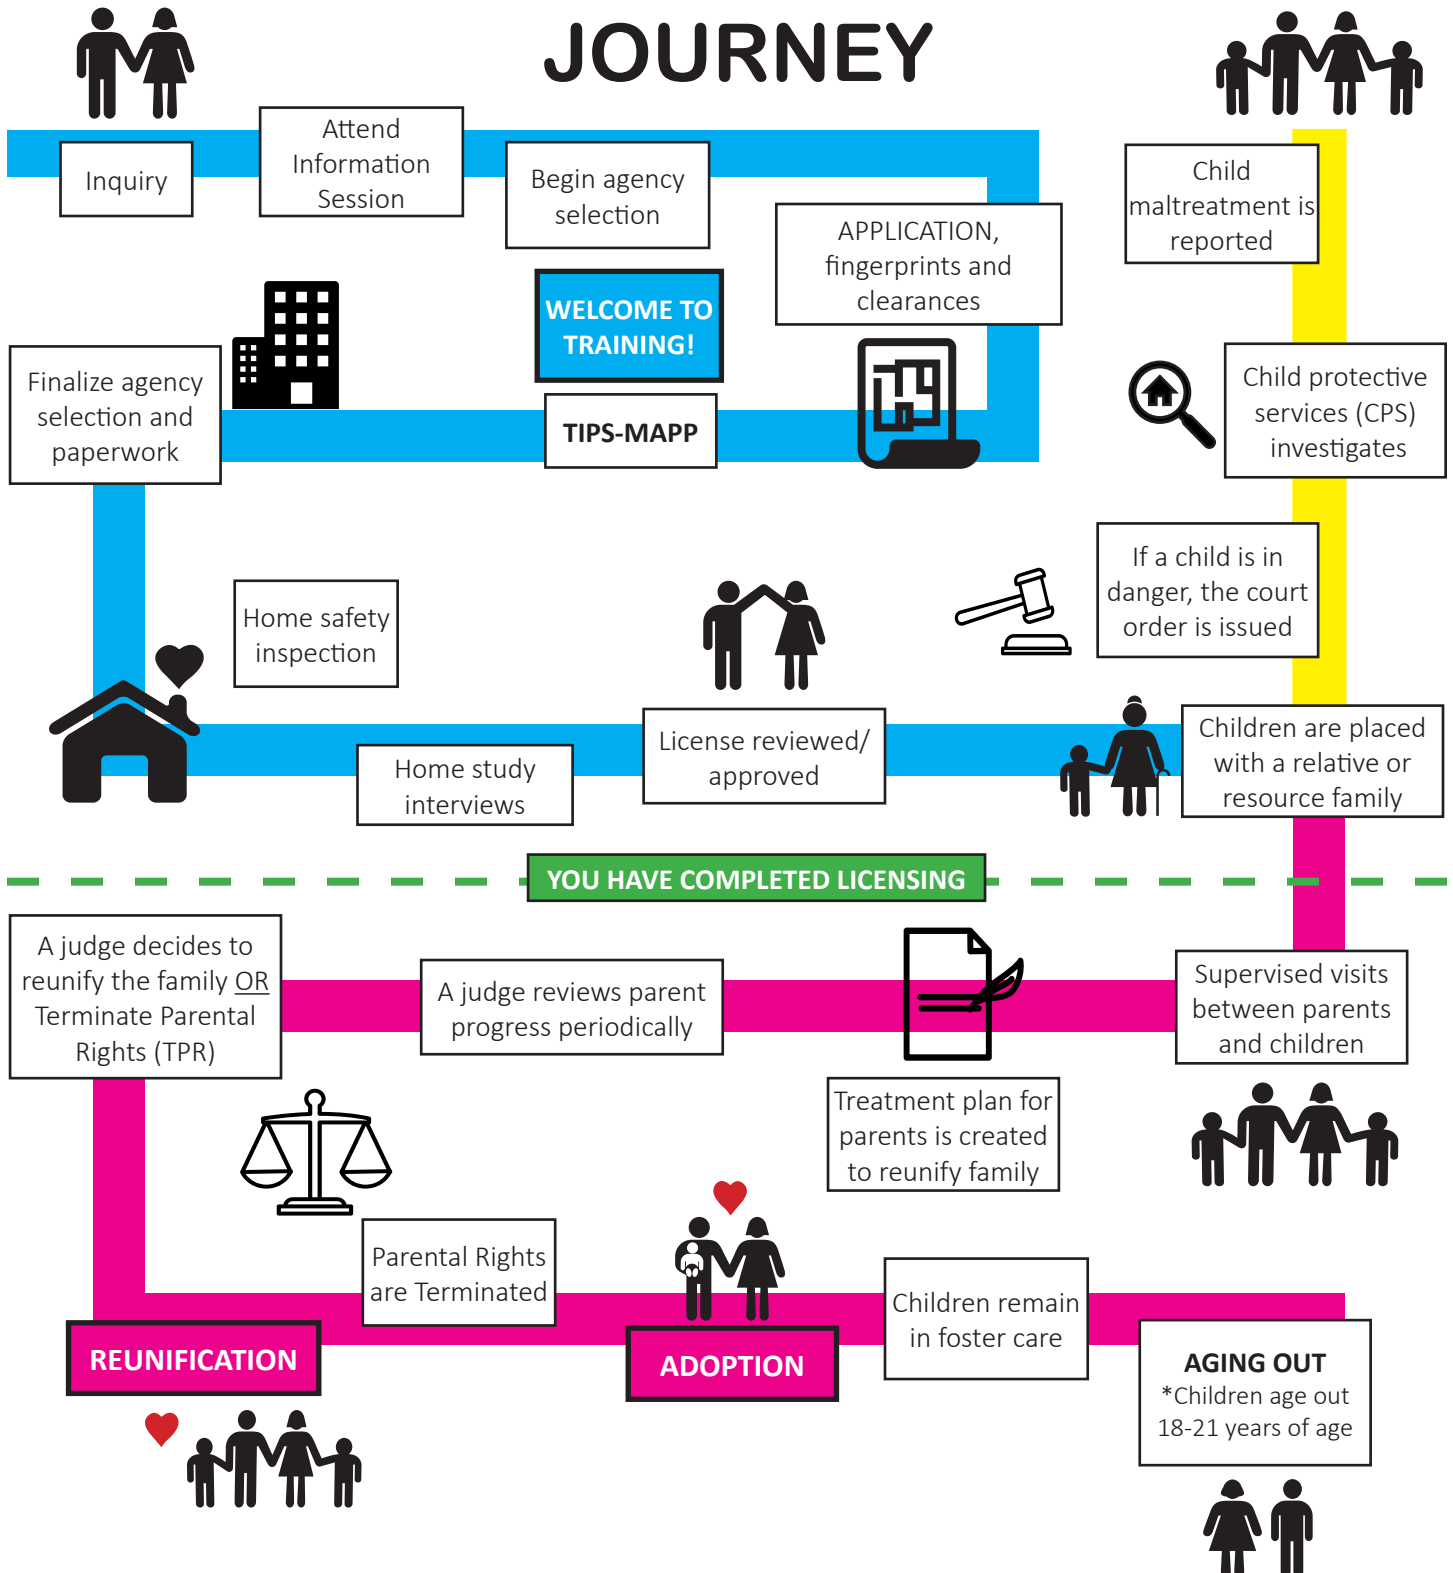 JOURNEY
Inquiry
Attend
Information
Session
Begin agency
selection
APPLICATION,
fingerprints and
clearances
WELCOME TO
TRAINING!
TIPS-MAPP
Finalize agency
selection and
paperwork
Home safety
inspection
Home study
interviews
License reviewed/
approved
Child
maltreatment is
reported
Child protective
services (CPS)
investigates
If a child is in
danger, the court
order is issued
Children are placed
with a relative or
resource family
YOU HAVE COMPLETED LICENSING
Supervised visits
between parents
and children
Treatment plan for
parents is created
to reunify family
A judge reviews parent
progress periodically
A judge decides to
reunify the family OR
Terminate Parental
Rights (TPR)
REUNIFICATION
Parental Rights
are Terminated
ADOPTION
Children remain
in foster care
AGING OUT
*Children age out
18-21 years of age